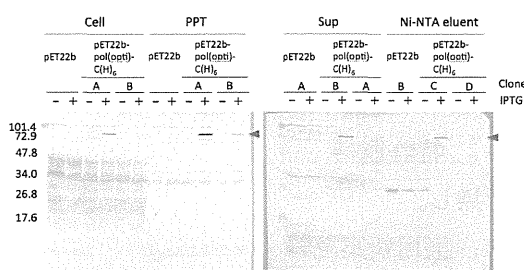 Cell PPT Sup Ni-NTA eluent
pET22b pET22b-pol(opti)-C(H)6 pET22b pET22b-pol(opti)-C(H)6 pET22b pET22b-pol(opti)-C(H)6 pET22b pET22b-pol(opti)-C(H)6
A B A B A B A B C D Clone
- + - + - + - + - + - + - + - + - + - + - + - + IPTG
101.4
72.9
47.8
34.0
26.8
17.6